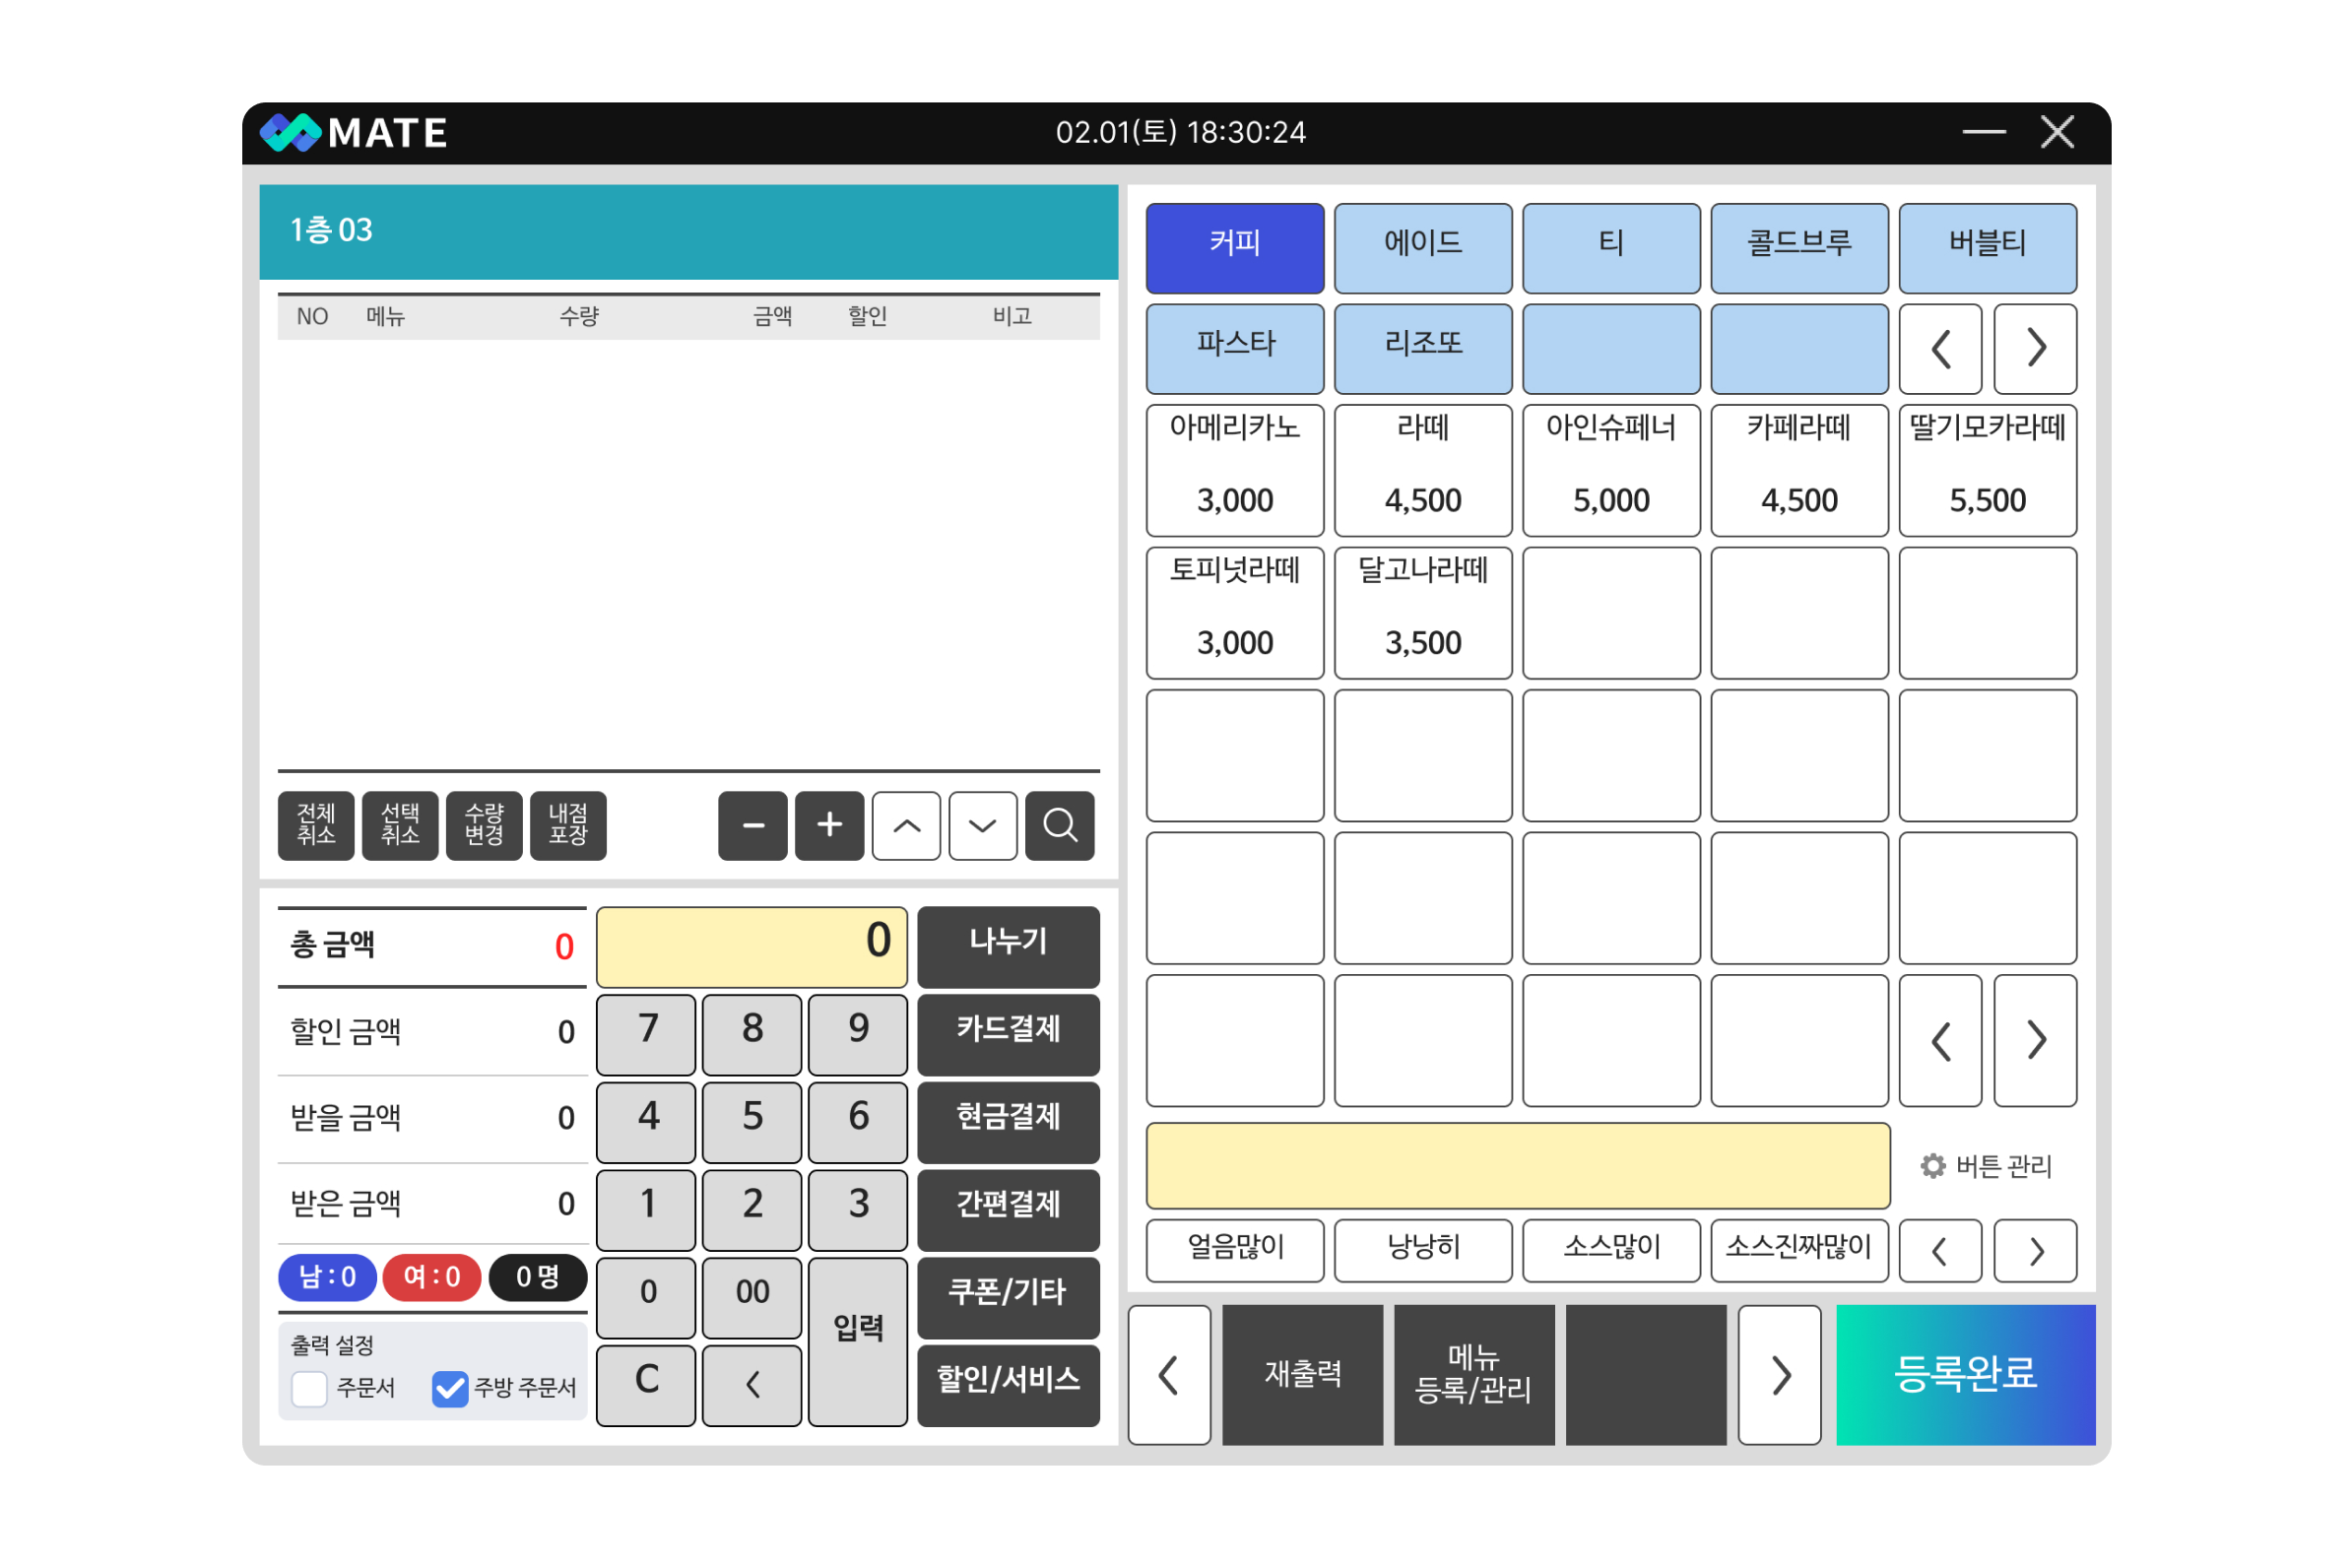 MATE
02.01(토) 18:30:24
1층 03
NO 메뉴 수량 금액 할인 비고
전체
취소
선택
취소
수량
변경
내점
포장
총 금액 0
할인 금액 0
받을 금액 0
받은 금액 0
남 : 0 여 : 0 0 명
출력 설정
주문서 주방 주문서
0
7 8 9
4 5 6
1 2 3
0 00 입력
C
나누기
카드결제
현금결제
간편결제
쿠폰/기타
할인/서비스
커피 에이드 티 콜드브루 버블티
파스타 리조또
아메리카노 라떼 아인슈페너 카페라떼 딸기모카라떼
3,000 4,500 5,000 4,500 5,500
토피넛라떼 달고나라떼
3,000 3,500
버튼 관리
얼음많이 낭낭히 소스많이 소스진짜많이
재출력
메뉴
등록/관리
등록완료